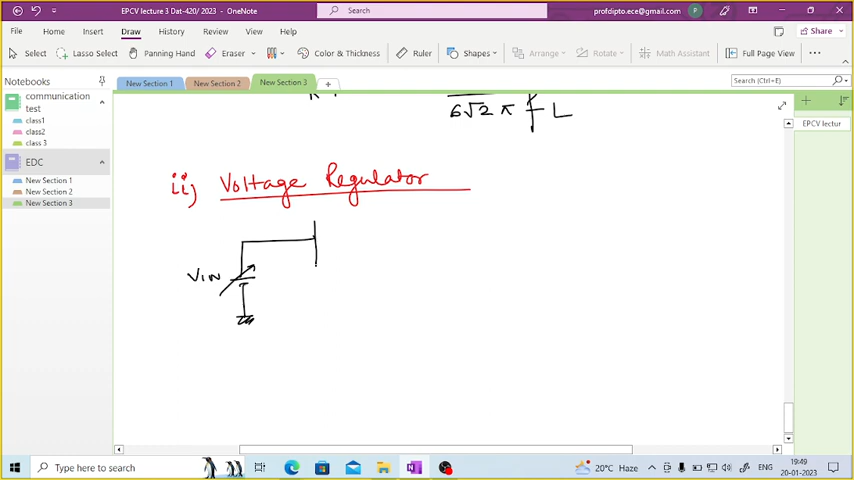 EPCV lecture 3 Dat-420/ 2023 - OneNote
Search
profdipto.ece@gmail.com
P
File Home Insert Draw History Review View Help
Share
Select Lasso Select Panning Hand Eraser Color & Thickness Ruler Shapes Arrange Rotate Math Assistant Full Page View
Notebooks
New Section 1 New Section 2 New Section 3 +
Search (Ctrl+E)
communication
test
class1
class2
class 3
EDC
New Section 1
New Section 2
New Section 3
EPCV lectur
6√2 π f L
ii) Voltage Regulator
VIN
Type here to search
20°C Haze
ENG
19:49
20-01-2023